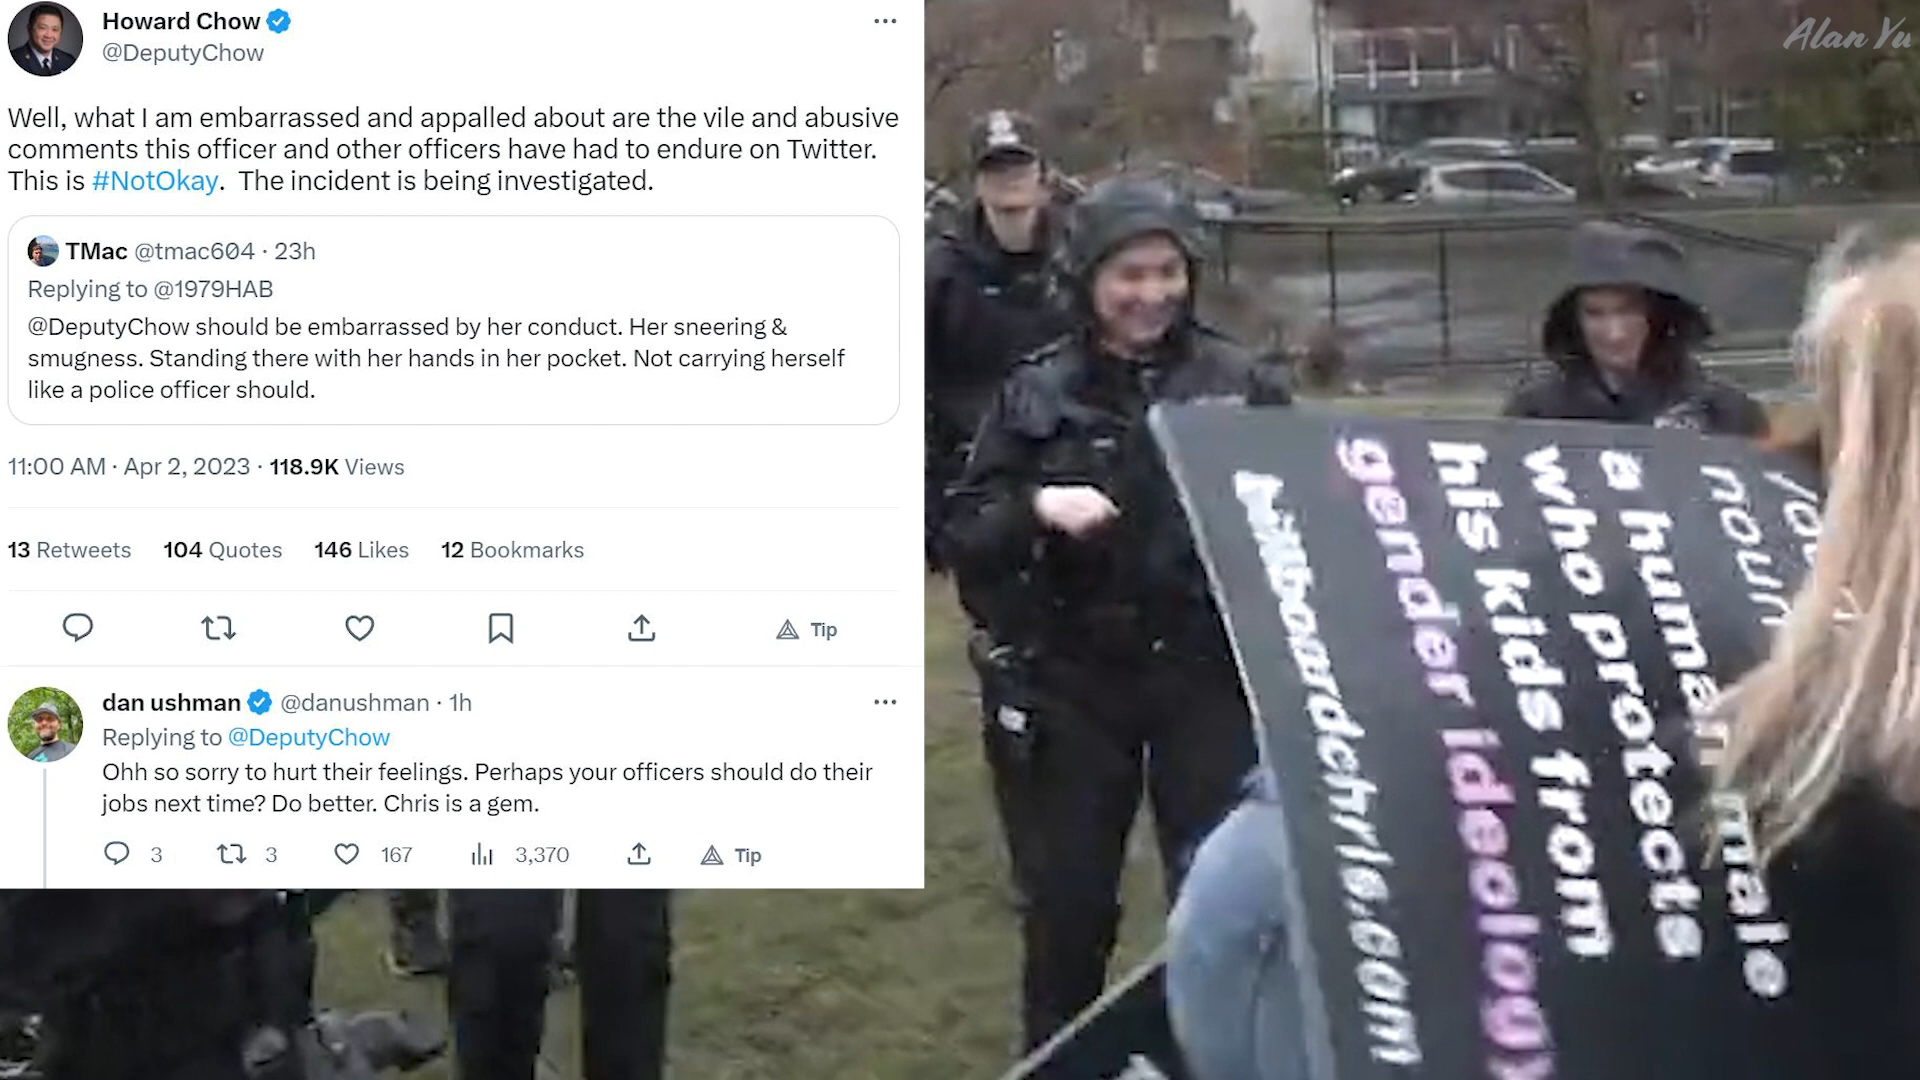 Howard Chow
@DeputyChow
Well, what I am embarrassed and appalled about are the vile and abusive
comments this officer and other officers have had to endure on Twitter.
This is #NotOkay. The incident is being investigated.
TMac @tmac604 · 23h
Replying to @1979HAB
@DeputyChow should be embarrassed by her conduct. Her sneering &
smugness. Standing there with her hands in her pocket. Not carrying herself
like a police officer should.
11:00 AM · Apr 2, 2023 · 118.9K Views
13 Retweets 104 Quotes 146 Likes 12 Bookmarks
Tip
dan ushman @danushman · 1h
Replying to @DeputyChow
Ohh so sorry to hurt their feelings. Perhaps your officers should do their
jobs next time? Do better. Chris is a gem.
3 3 167 3,370 Tip
Alan Yu
noun
a human male
who protects
his kids from
gender ideology
billboardchris.com